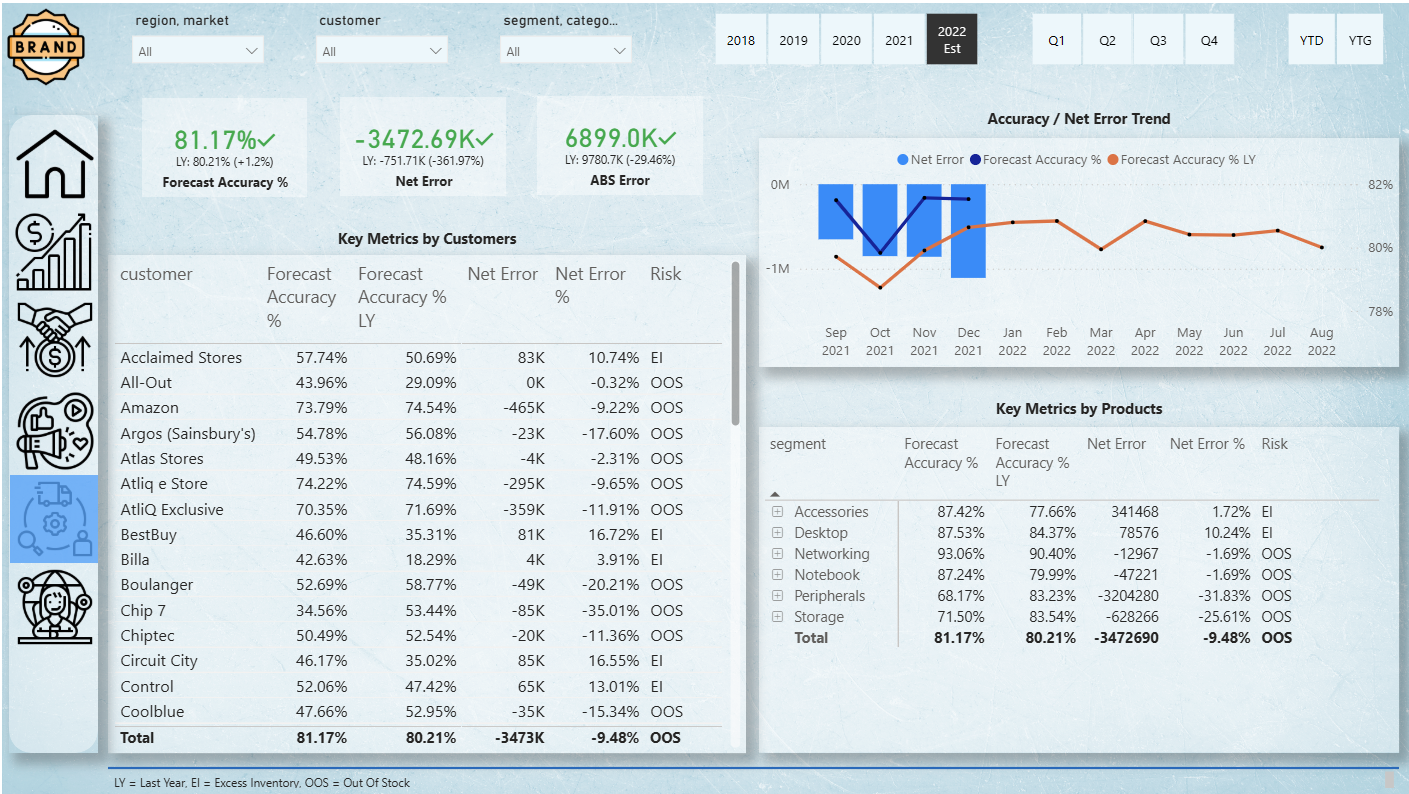 BRAND
region, market
customer
segment, catego...
All
All
All
2018
2019
2020
2021
2022
Est
Q1
Q2
Q3
Q4
YTD
YTG
81.17%
LY: 80.21% (+1.2%)
Forecast Accuracy %
-3472.69K
LY: -751.71K (-361.97%)
Net Error
6899.0K
LY: 9780.7K (-29.46%)
ABS Error
Accuracy / Net Error Trend
Net Error Forecast Accuracy % Forecast Accuracy % LY
0M
-1M
82%
80%
78%
Sep 2021
Oct 2021
Nov 2021
Dec 2021
Jan 2022
Feb 2022
Mar 2022
Apr 2022
May 2022
Jun 2022
Jul 2022
Aug 2022
Key Metrics by Customers
customer Forecast Accuracy % Forecast Accuracy % LY Net Error Net Error % Risk
Acclaimed Stores 57.74% 50.69% 83K 10.74% EI
All-Out 43.96% 29.09% 0K -0.32% OOS
Amazon 73.79% 74.54% -465K -9.22% OOS
Argos (Sainsbury's) 54.78% 56.08% -23K -17.60% OOS
Atlas Stores 49.53% 48.16% -4K -2.31% OOS
Atliq e Store 74.22% 74.59% -295K -9.65% OOS
AtliQ Exclusive 70.35% 71.69% -359K -11.91% OOS
BestBuy 46.60% 35.31% 81K 16.72% EI
Billa 42.63% 18.29% 4K 3.91% EI
Boulanger 52.69% 58.77% -49K -20.21% OOS
Chip 7 34.56% 53.44% -85K -35.01% OOS
Chiptec 50.49% 52.54% -20K -11.36% OOS
Circuit City 46.17% 35.02% 85K 16.55% EI
Control 52.06% 47.42% 65K 13.01% EI
Coolblue 47.66% 52.95% -35K -15.34% OOS
Total 81.17% 80.21% -3473K -9.48% OOS
Key Metrics by Products
segment Forecast Accuracy % Forecast Accuracy % LY Net Error Net Error % Risk
Accessories 87.42% 77.66% 341468 1.72% EI
Desktop 87.53% 84.37% 78576 10.24% EI
Networking 93.06% 90.40% -12967 -1.69% OOS
Notebook 87.24% 79.99% -47221 -1.69% OOS
Peripherals 68.17% 83.23% -3204280 -31.83% OOS
Storage 71.50% 83.54% -628266 -25.61% OOS
Total 81.17% 80.21% -3472690 -9.48% OOS
LY = Last Year, EI = Excess Inventory, OOS = Out Of Stock